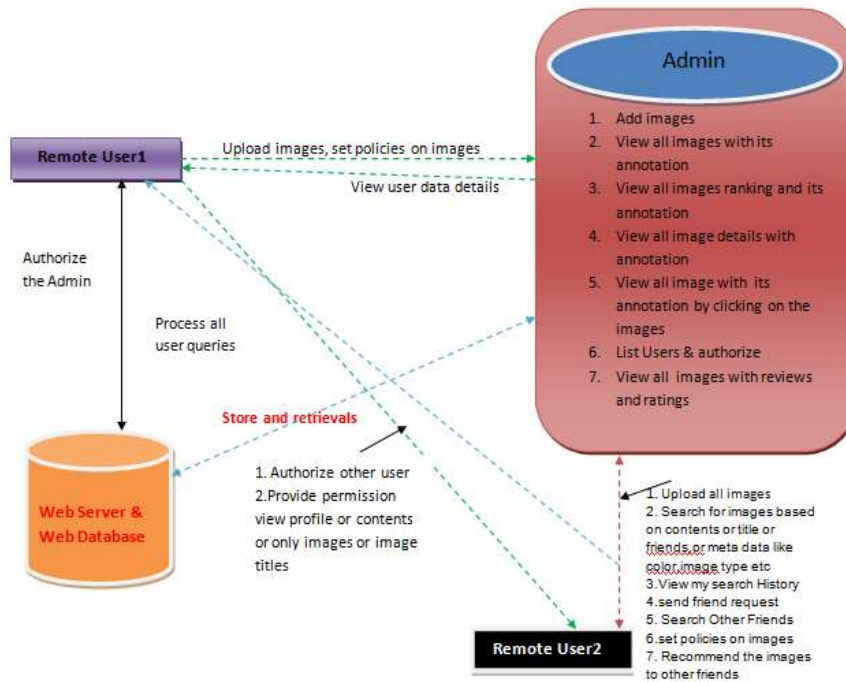 Admin
1. Add images
2. View all images with its
annotation
3. View all images ranking and its
annotation
4. View all image details with
annotation
5. View all image with its
annotation by clicking on the
images
6. List Users & authorize
7. View all images with reviews
and ratings
Remote User1
Upload images, set policies on images
View user data details
Authorize
the Admin
Process all
user queries
Store and retrievals
1. Authorize other user
2.Provide permission
view profile or contents
or only images or image
titles
Web Server &
Web Database
1. Upload all images
2. Search for images based
on contents or title or
friends,or meta data like
color,image type etc
3.View my search History
4.send friend request
5. Search Other Friends
6.set policies on images
7. Recommend the images
to other friends
Remote User2